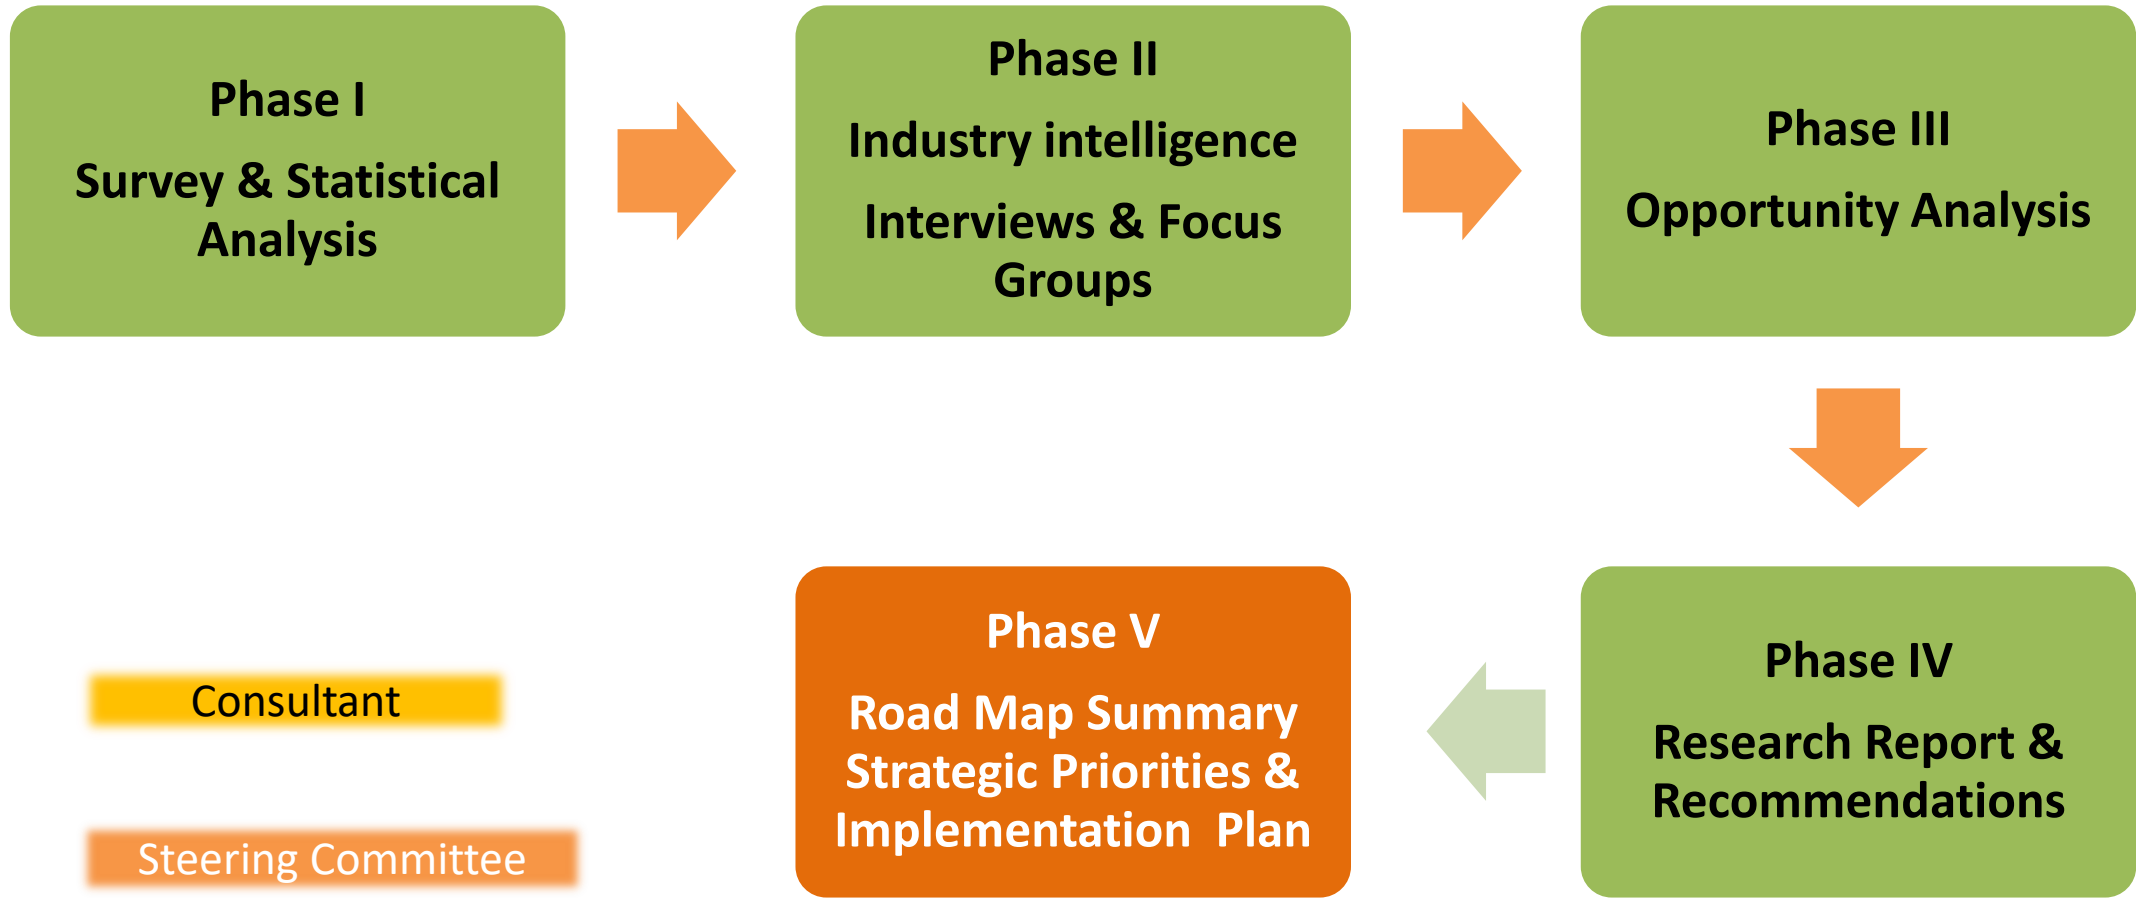 Phase I
Survey & Statistical
Analysis
Phase II
Industry intelligence
Interviews & Focus
Groups
Phase III
Opportunity Analysis
Phase IV
Research Report &
Recommendations
Phase V
Road Map Summary
Strategic Priorities &
Implementation  Plan
Consultant
Steering Committee